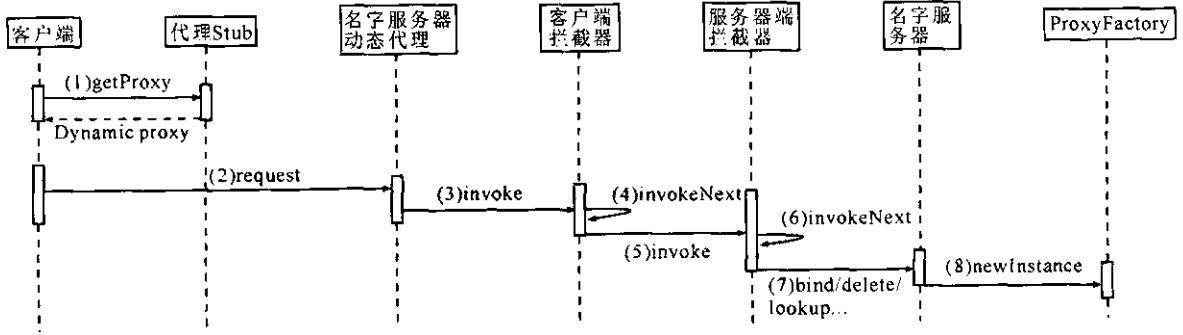 客户端
代理Stub
名字服务器
动态代理
客户端
拦截器
服务器端
拦截器
名字服
务器
ProxyFactory
(1)getProxy
Dynamic proxy
(2)request
(3)invoke
(4)invokeNext
(5)invoke
(6)invokeNext
(7)bind/delete/
lookup...
(8)newInstance